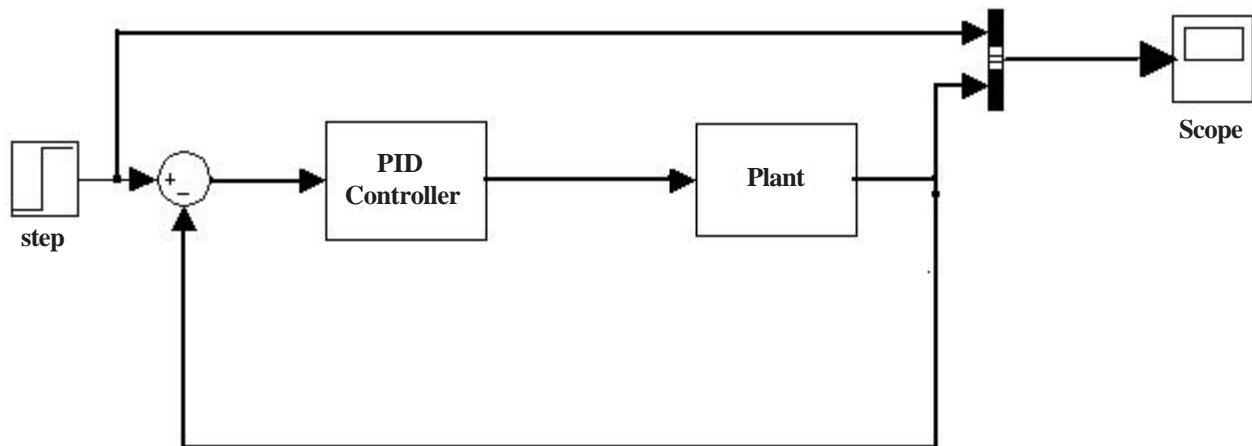 Scope
PID
Controller
Plant
+
−
step